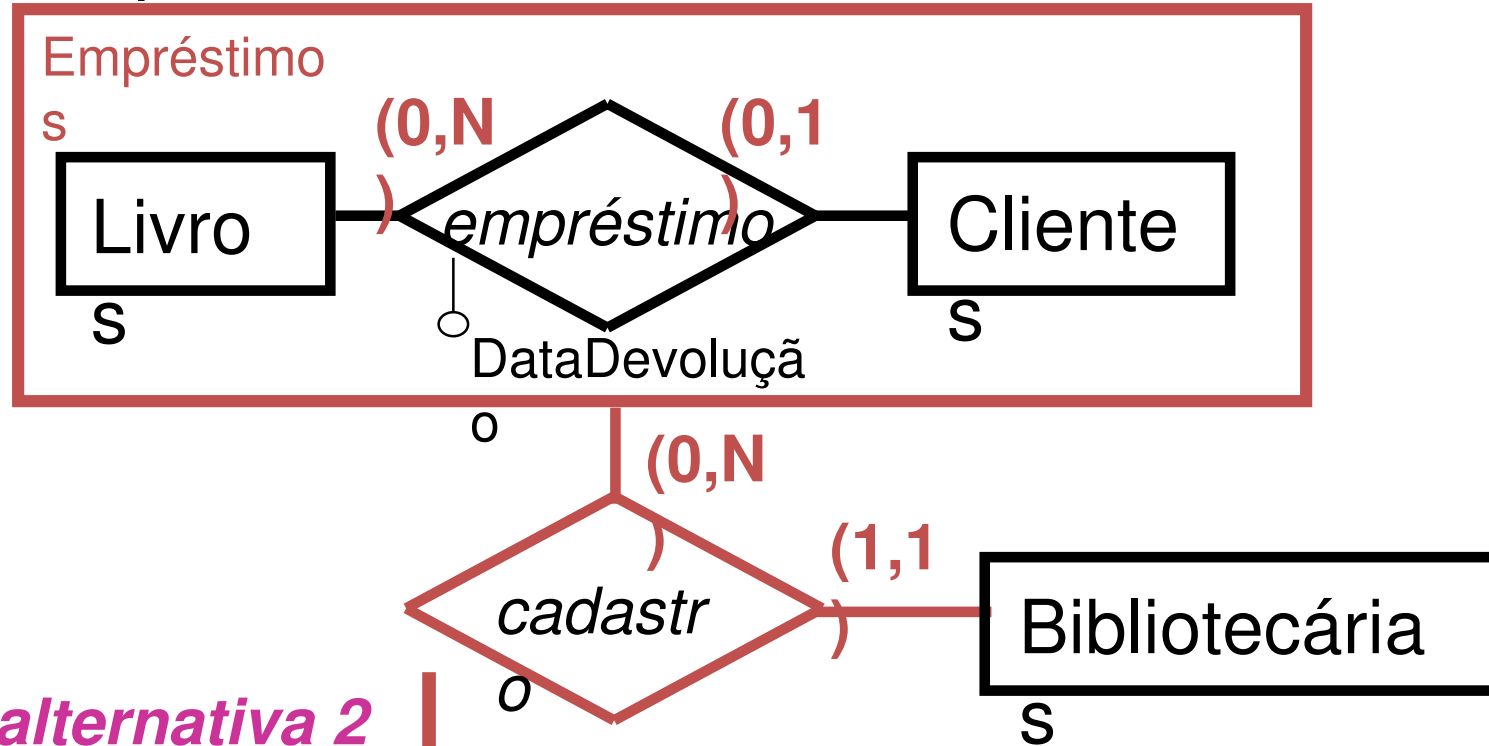 Empréstimo
s
(0,N
)
(0,1
)
Livro
s
empréstimo
Cliente
s
DataDevoluçã
o
(0,N
)
(1,1
)
cadastr
o
Bibliotecária
s
alternativa 2